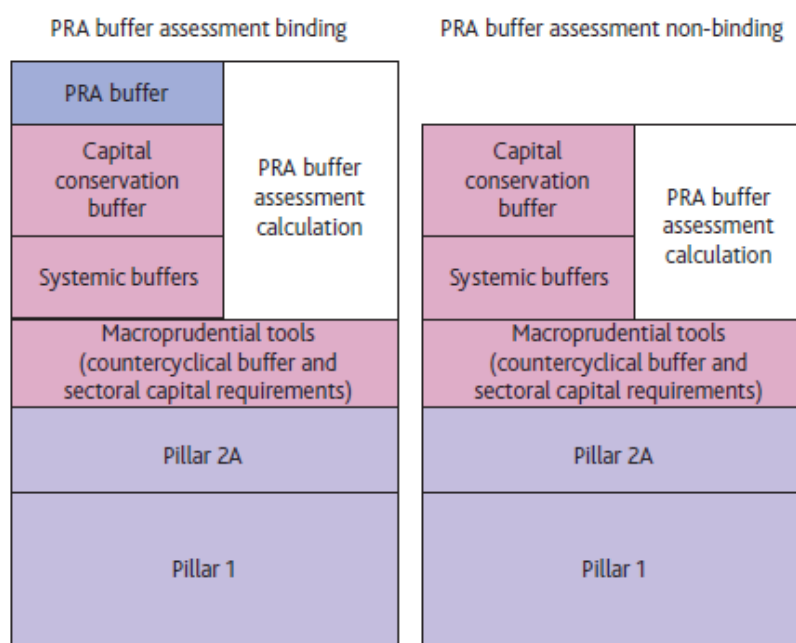 PRA buffer assessment binding
PRA buffer
Capital
conservation
buffer
Systemic buffers
PRA buffer
assessment
calculation
Macroprudential tools
(countercyclical buffer and
sectoral capital requirements)
Pillar 2A
Pillar 1
PRA buffer assessment non-binding
Capital
conservation
buffer
Systemic buffers
PRA buffer
assessment
calculation
Macroprudential tools
(countercyclical buffer and
sectoral capital requirements)
Pillar 2A
Pillar 1